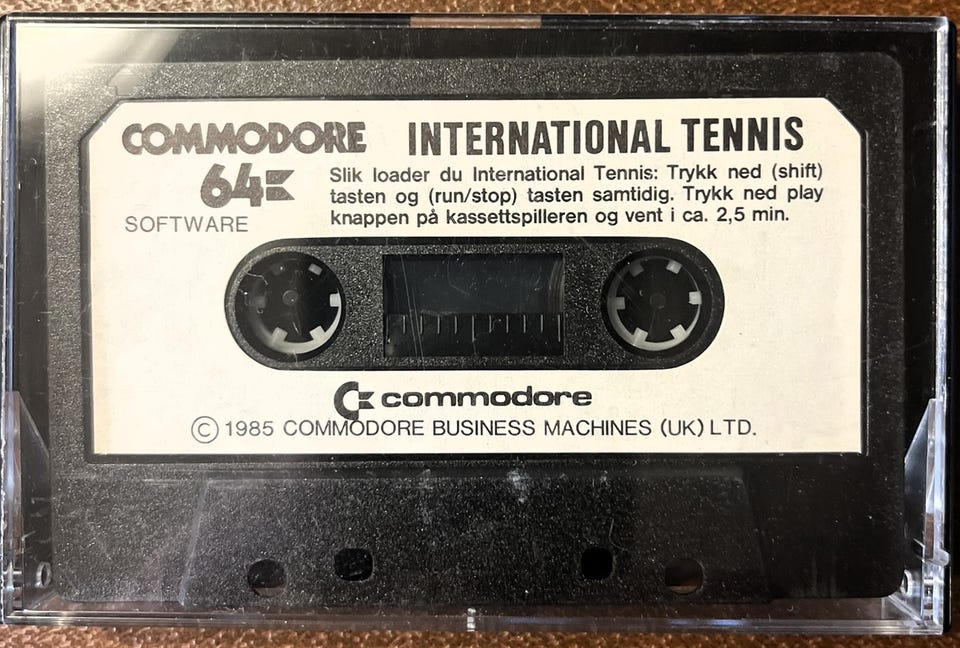 COMMODORE
64
SOFTWARE
INTERNATIONAL TENNIS
Slik loader du International Tennis: Trykk ned (shift)
tasten og (run/stop) tasten samtidig. Trykk ned play
knappen på kassettspilleren og vent i ca. 2,5 min.
commodore
© 1985 COMMODORE BUSINESS MACHINES (UK) LTD.